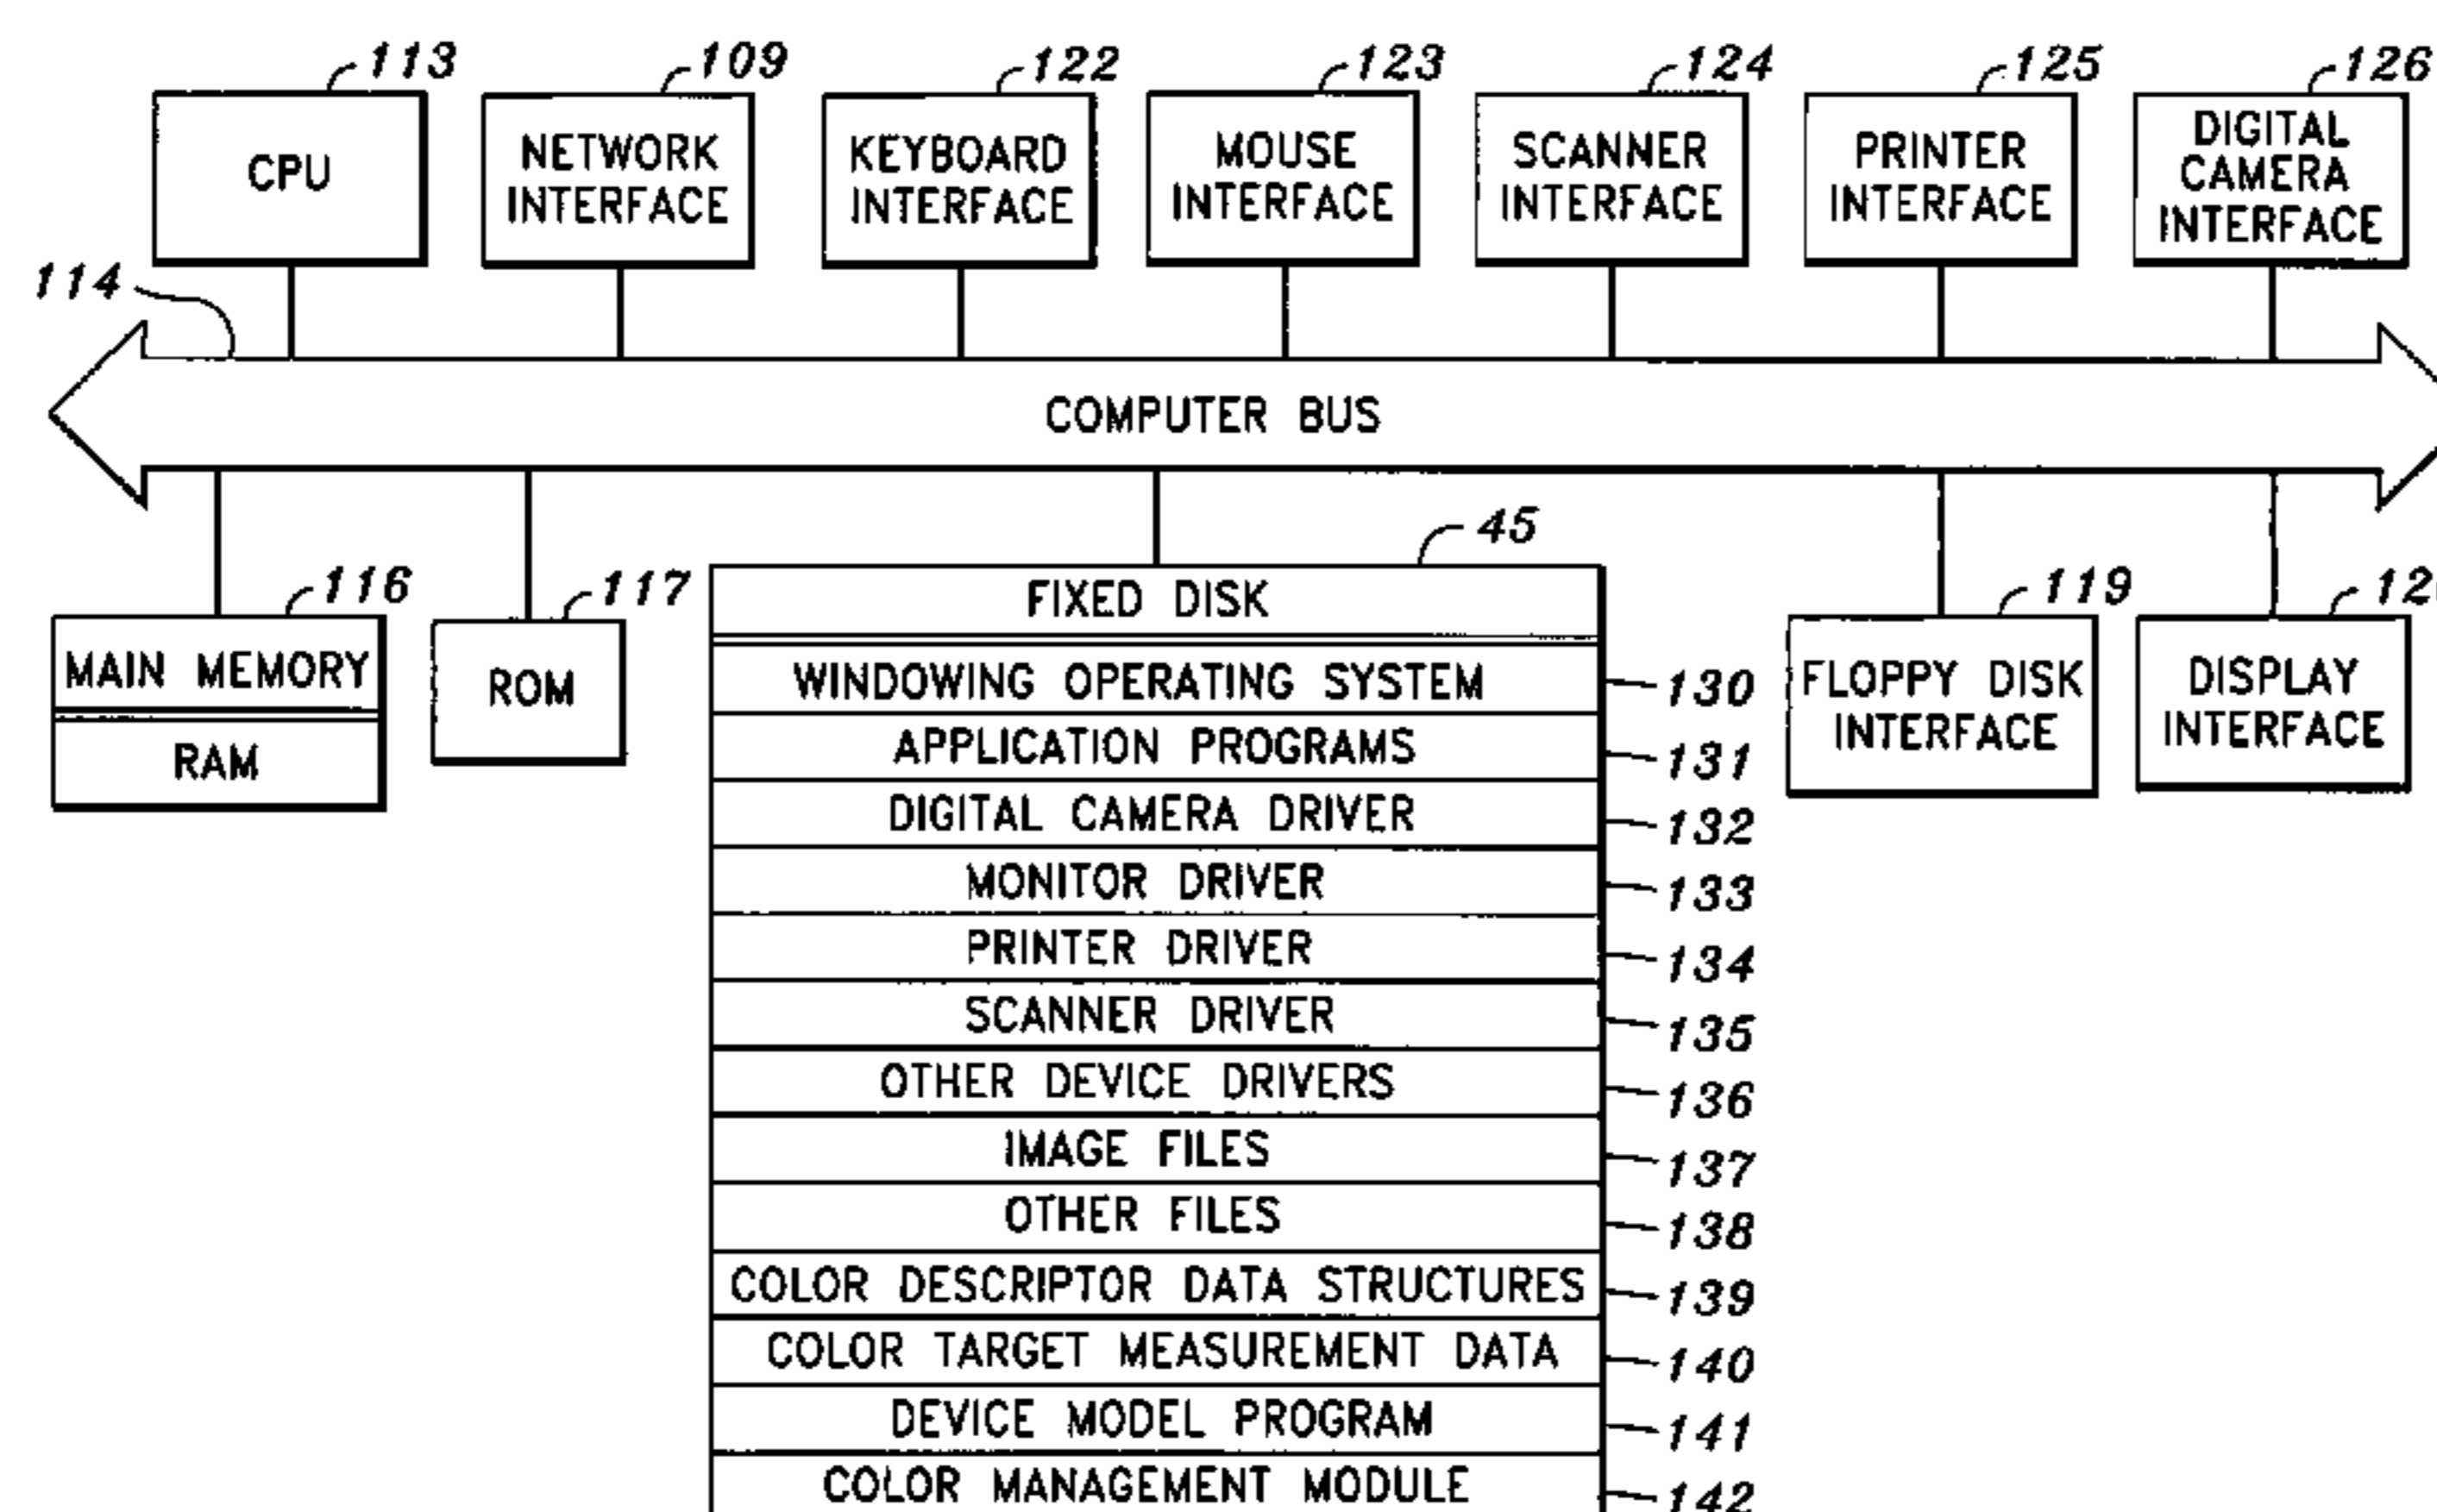 113
109
122
123
124
125
126
CPU
NETWORK
INTERFACE
KEYBOARD
INTERFACE
MOUSE
INTERFACE
SCANNER
INTERFACE
PRINTER
INTERFACE
DIGITAL
CAMERA
INTERFACE
114
COMPUTER BUS
116
MAIN MEMORY
RAM
117
ROM
45
FIXED DISK
WINDOWING OPERATING SYSTEM 130
APPLICATION PROGRAMS 131
DIGITAL CAMERA DRIVER 132
MONITOR DRIVER 133
PRINTER DRIVER 134
SCANNER DRIVER 135
OTHER DEVICE DRIVERS 136
IMAGE FILES 137
OTHER FILES 138
COLOR DESCRIPTOR DATA STRUCTURES 139
COLOR TARGET MEASUREMENT DATA 140
DEVICE MODEL PROGRAM 141
COLOR MANAGEMENT MODULE 142
119
FLOPPY DISK
INTERFACE
DISPLAY
INTERFACE